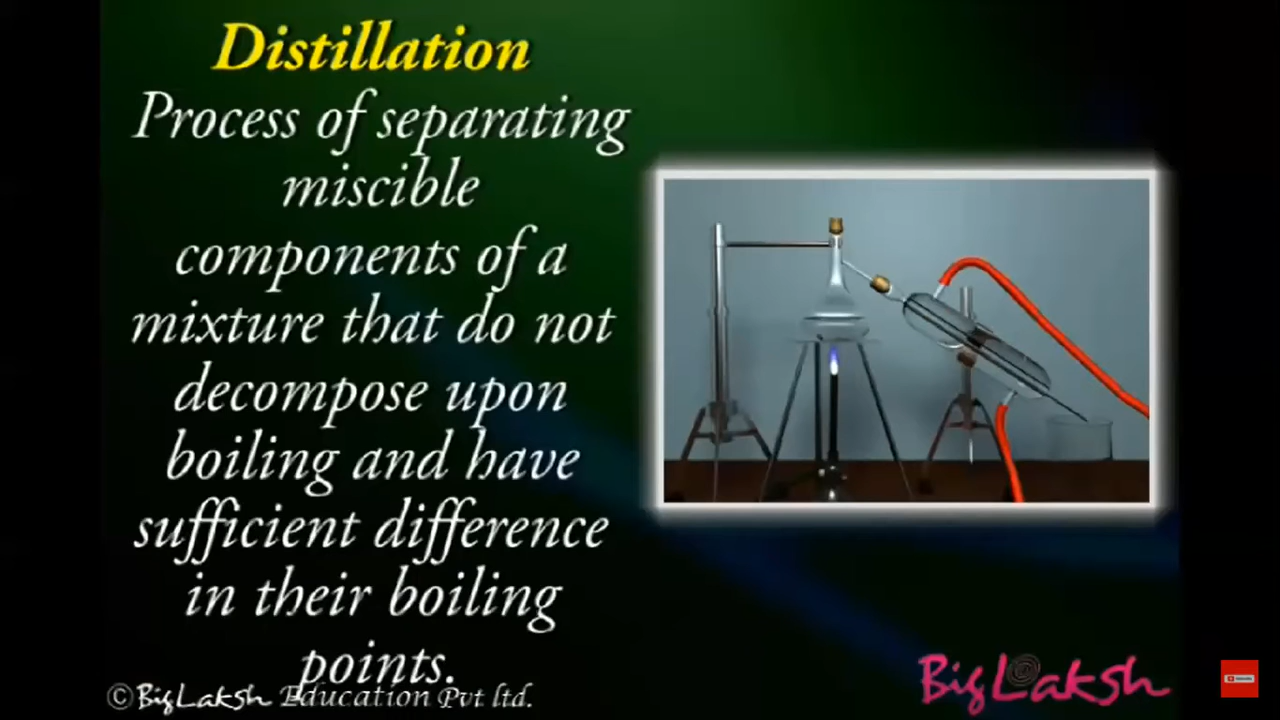 Distillation
Process of separating
miscible
components of a
mixture that do not
decompose upon
boiling and have
sufficient difference
in their boiling
points.
© BigLaksh Education Pvt ltd.
BigLaksh